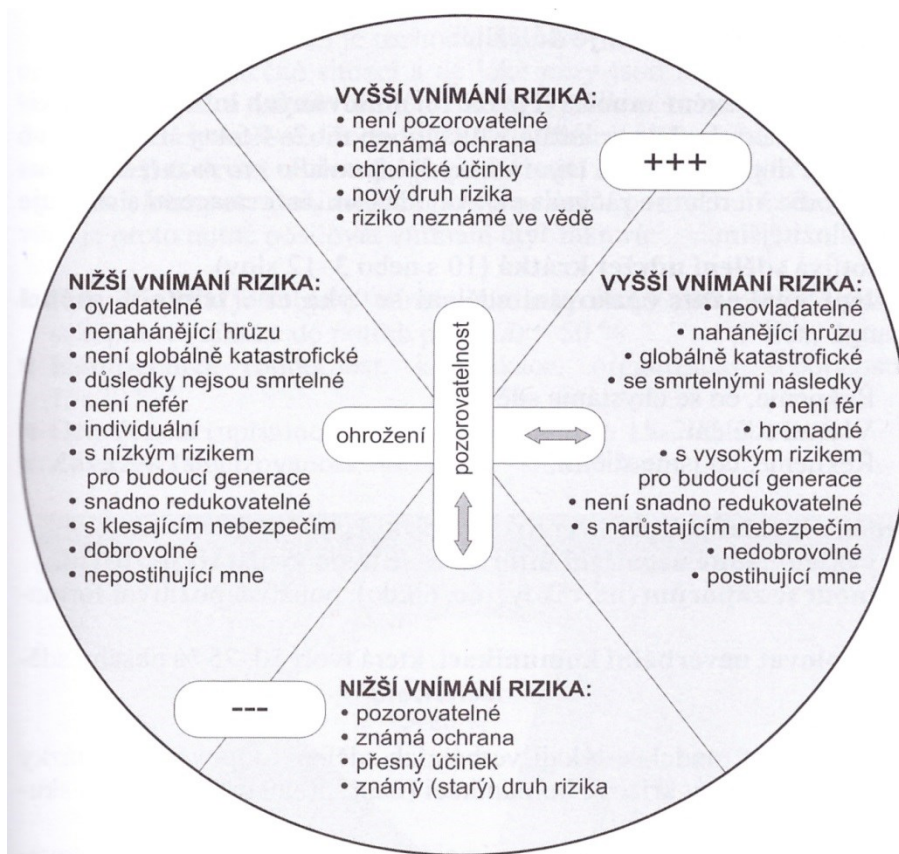 VYŠŠÍ VNÍMÁNÍ RIZIKA:
• není pozorovatelné
• neznámá ochrana
• chronické účinky
• nový druh rizika
• riziko neznámé ve vědě
+++
NIŽŠÍ VNÍMÁNÍ RIZIKA:
• ovladatelné
• nenahánějící hrůzu
• není globálně katastrofické
• důsledky nejsou smrtelné
• není nefér
• individuální
• s nízkým rizikem
pro budoucí generace
• snadno redukovatelné
• s klesajícím nebezpečím
• dobrovolné
• nepostihující mne
ohrožení
pozorovatelnost
VYŠŠÍ VNÍMÁNÍ RIZIKA:
• neovladatelné
• nahánějící hrůzu
• globálně katastrofické
• se smrtelnými následky
• není fér
• hromadné
• s vysokým rizikem
pro budoucí generace
• není snadno redukovatelné
• s narůstajícím nebezpečím
• nedobrovolné
• postihující mne
---
NIŽŠÍ VNÍMÁNÍ RIZIKA:
• pozorovatelné
• známá ochrana
• přesný účinek
• známý (starý) druh rizika